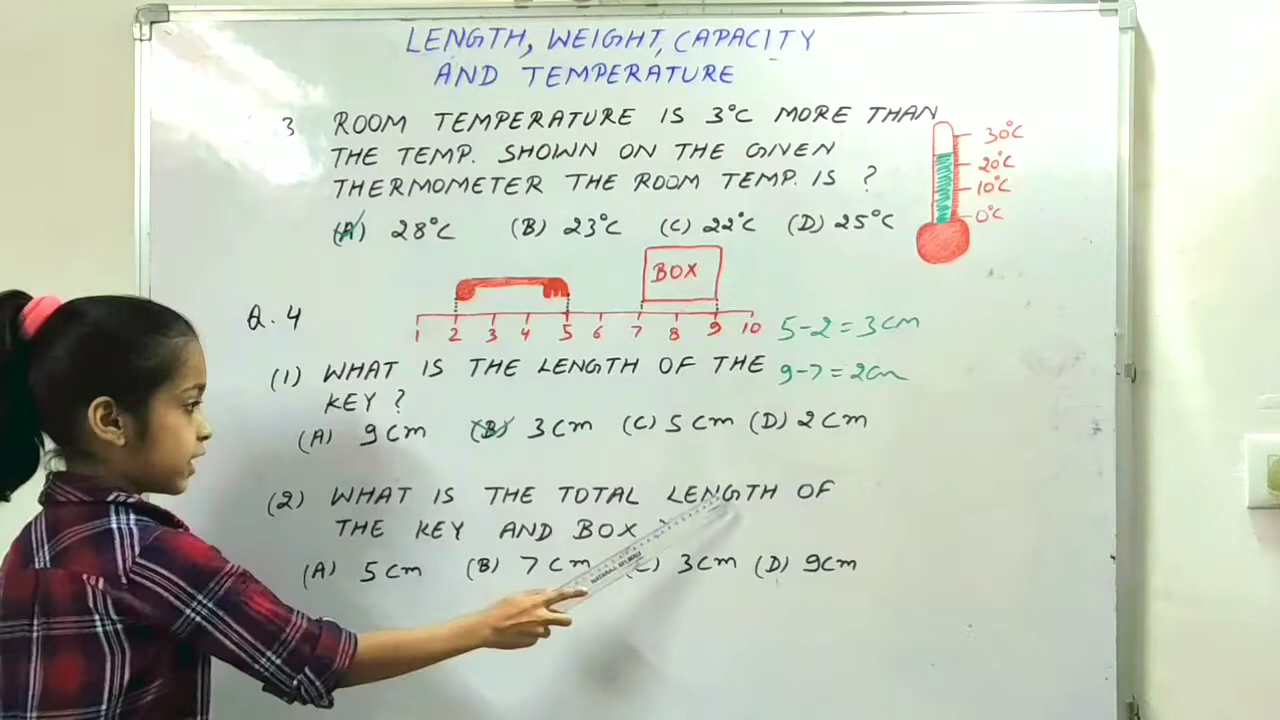 LENGTH, WEIGHT, CAPACITY
AND TEMPERATURE
3 ROOM TEMPERATURE IS 3°C MORE THAN
THE TEMP. SHOWN ON THE GIVEN
THERMOMETER THE ROOM TEMP. IS ?
(A) 28°C (B) 23°C (C) 22°C (D) 25°C
30°C
20°C
10°C
0°C
BOX
Q.4
1 2 3 4 5 6 7 8 9 10
5-2=3cm
9-7=2cm
(1) WHAT IS THE LENGTH OF THE
KEY ?
(A) 9cm (B) 3cm (C) 5cm (D) 2cm
(2) WHAT IS THE TOTAL LENGTH OF
THE KEY AND BOX
(A) 5cm (B) 7cm (C) 3cm (D) 9cm